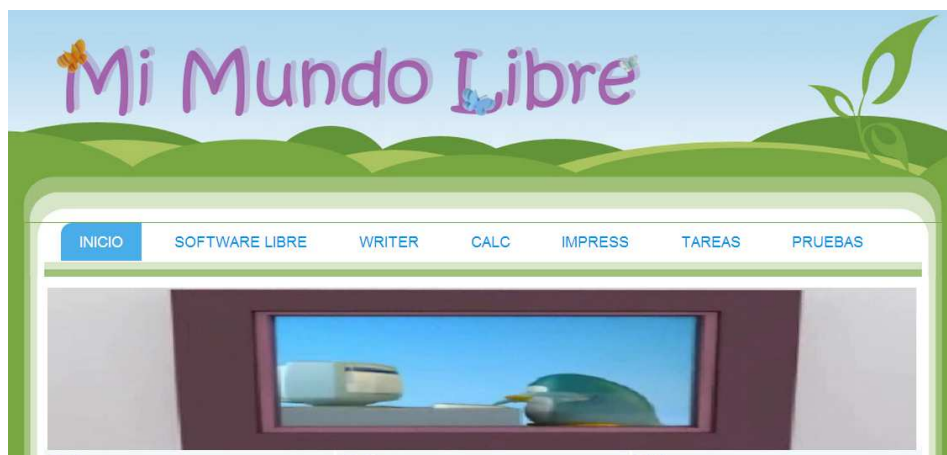 Mi Mundo Libre
INICIO SOFTWARE LIBRE WRITER CALC IMPRESS TAREAS PRUEBAS